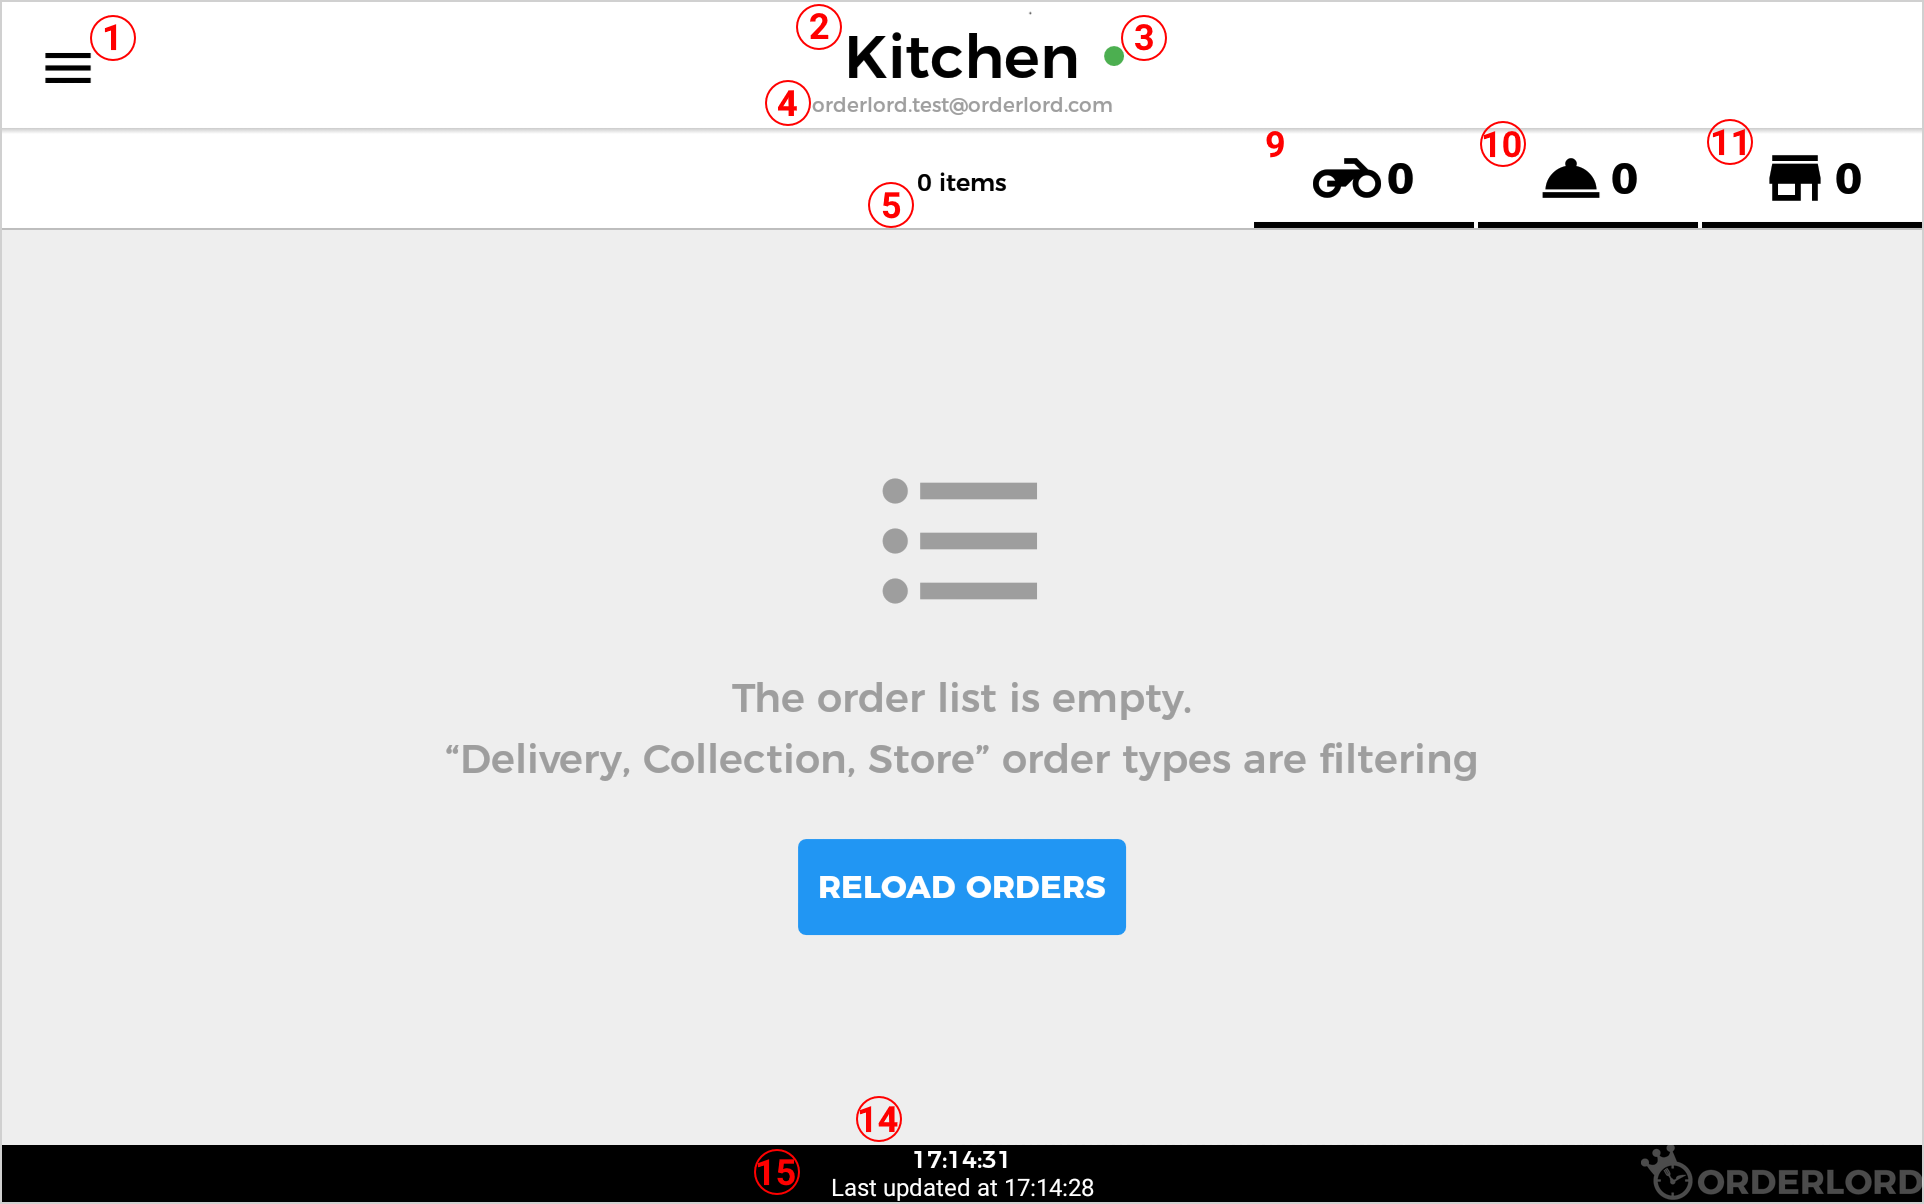 1
2
Kitchen
3
4
orderlord.test@orderlord.com
5
0 items
9
0
10
0
11
0
The order list is empty.
“Delivery, Collection, Store” order types are filtering
RELOAD ORDERS
14
17:14:31
15
Last updated at 17:14:28
ORDERLORD